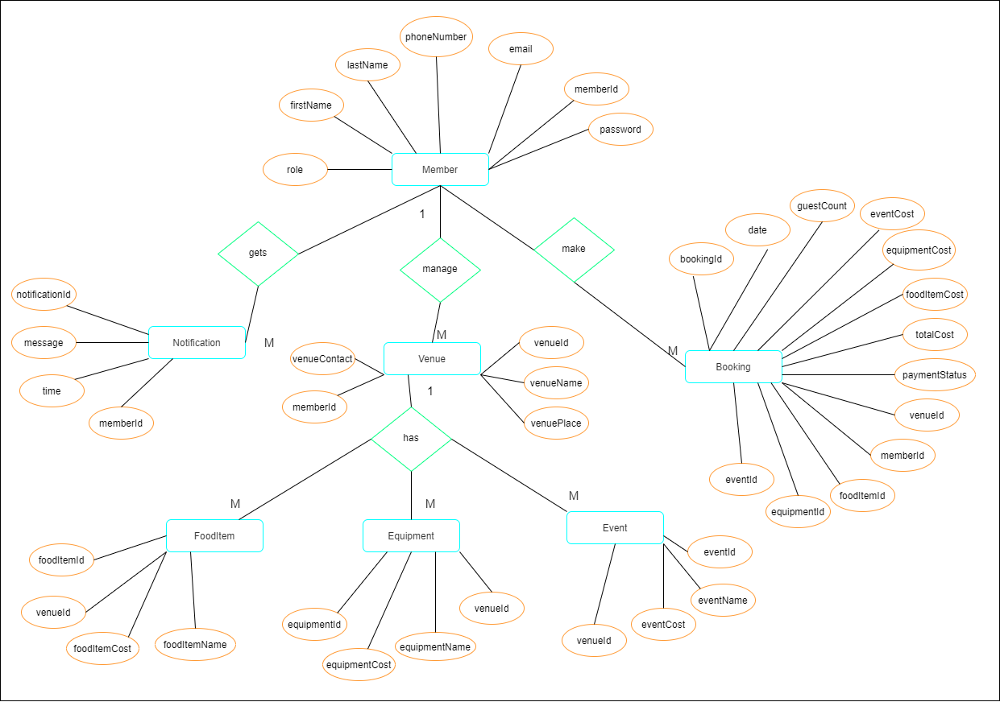 phoneNumber
email
lastName
memberId
firstName
password
role
Member
1
gets
manage
make
guestCount
eventCost
date
equipmentCost
bookingId
foodItemCost
totalCost
paymentStatus
venueId
memberId
foodItemId
equipmentId
eventId
Booking
M
notificationId
message
time
memberId
Notification
M
M
venueContact
memberId
Venue
venueId
venueName
venuePlace
1
has
M
M
M
FoodItem
foodItemId
venueId
foodItemCost
foodItemName
Equipment
equipmentId
equipmentCost
equipmentName
venueId
Event
eventId
eventName
eventCost
venueId